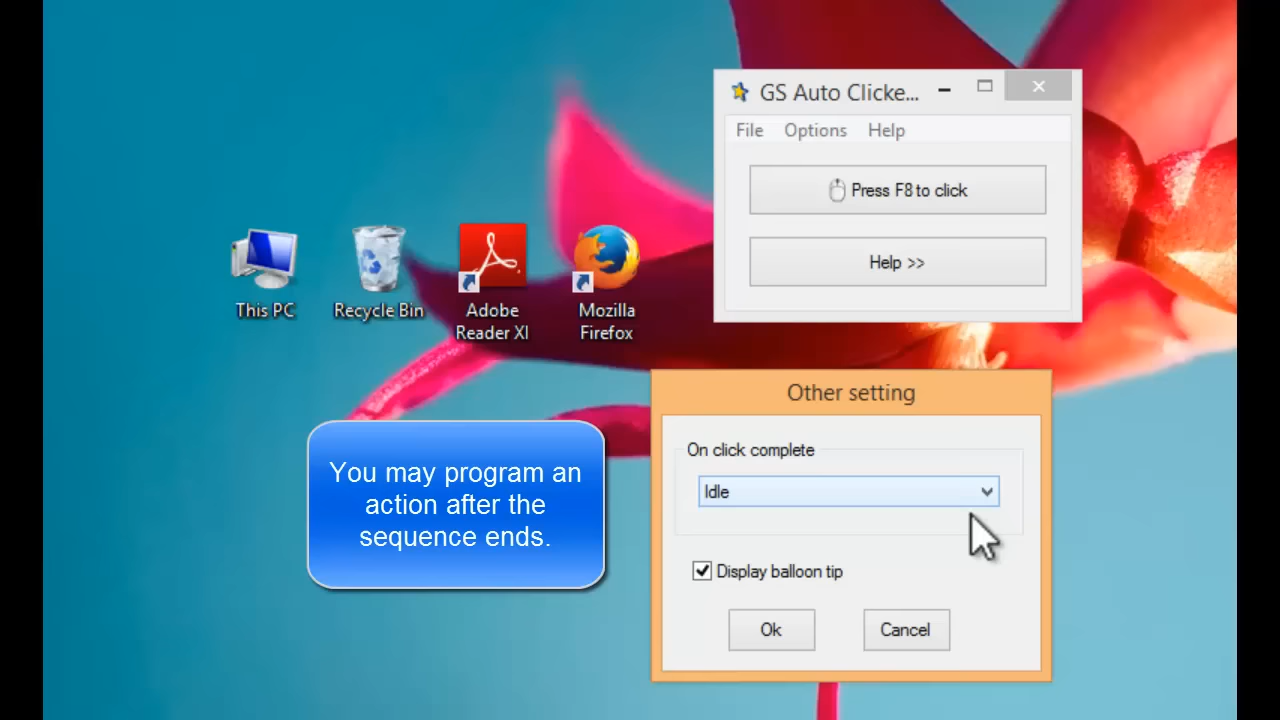 GS Auto Clicke...
File Options Help
Press F8 to click
Help >>
This PC
Recycle Bin
Adobe
Reader XI
Mozilla
Firefox
Other setting
On click complete
Idle
Display balloon tip
Ok
Cancel
You may program an
action after the
sequence ends.